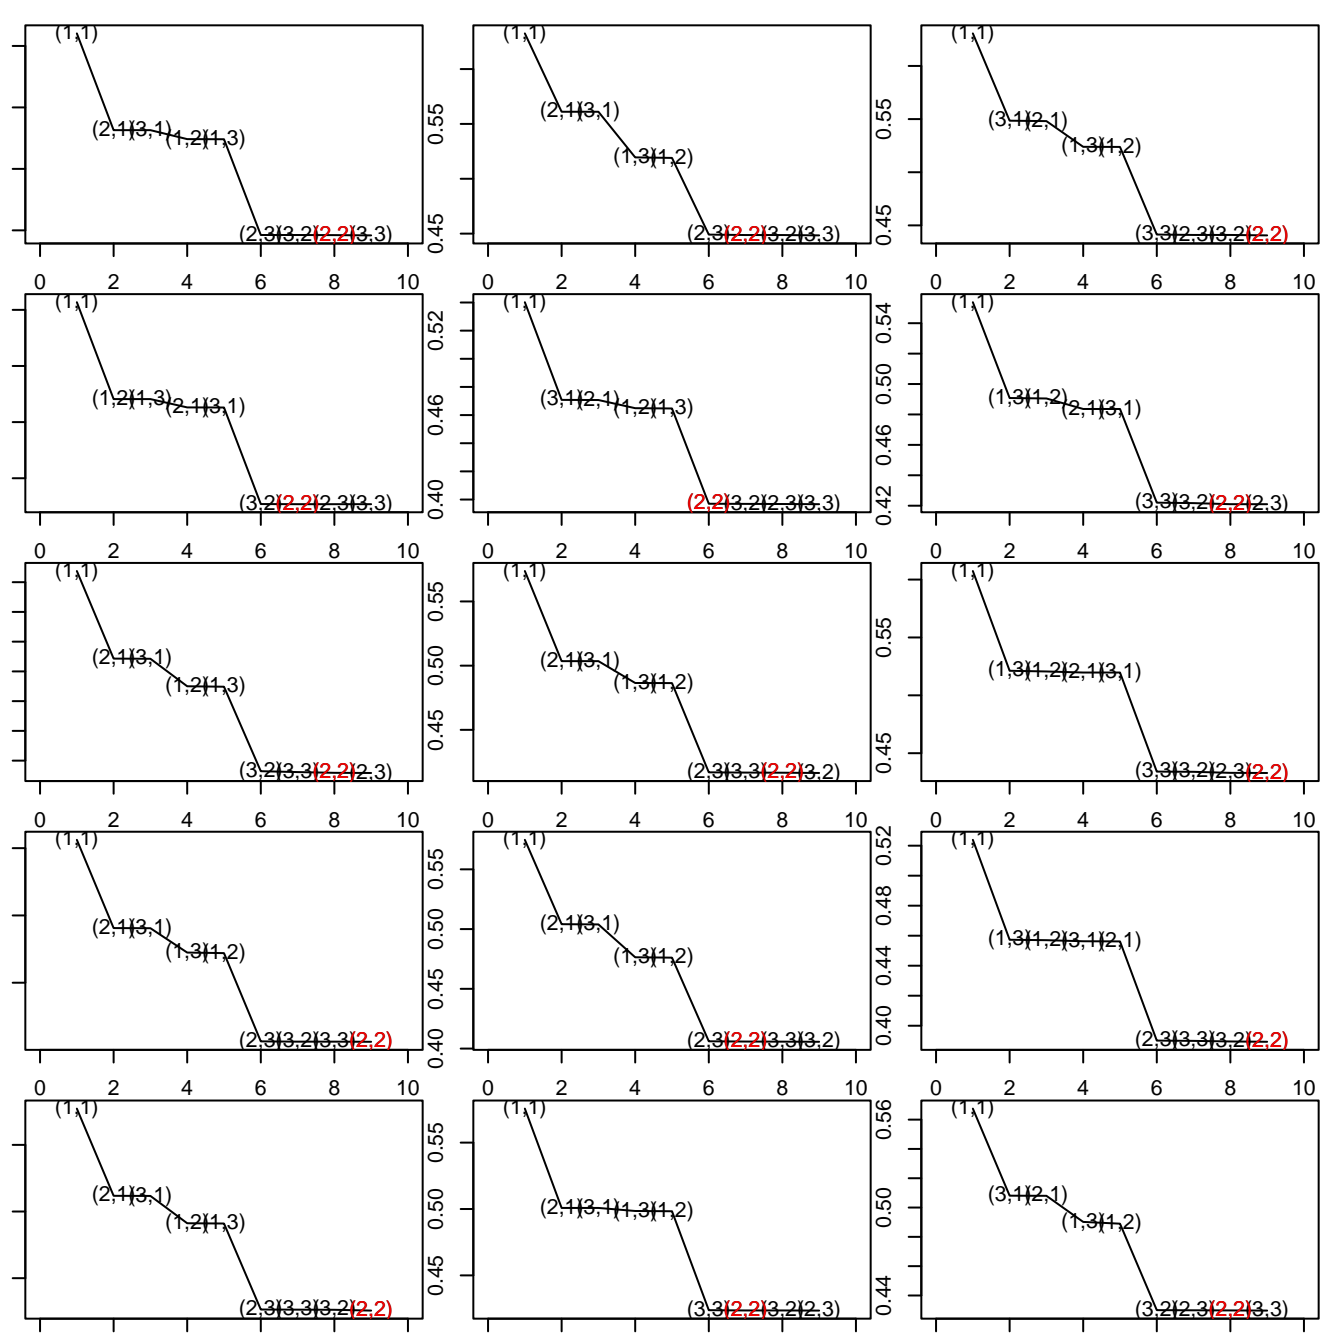 (1,1) (1,1) (1,1)
(2,1) (3,1) (1,2) (1,3) 0.55 (2,1) (3,1) (1,3) (1,2) 0.55 (3,1) (2,1) (1,3) (1,2)
(2,3) (3,2) (2,2) (3,3) 0.45 (2,3) (2,2) (3,2) (3,3) 0.45 (3,3) (2,3) (3,2) (2,2)
0 2 4 6 8 10 0 2 4 6 8 10 0 2 4 6 8 10
(1,1) 0.52 (1,1) 0.54 (1,1)
(1,2) (1,3) (2,1) (3,1) 0.46 (3,1) (2,1) (1,2) (1,3) 0.50 0.46 (1,3) (1,2) (2,1) (3,1)
(3,2) (2,2) (2,3) (3,3) 0.40 (2,2) (3,2) (2,3) (3,3) 0.42 (3,3) (3,2) (2,2) (2,3)
0 2 4 6 8 10 0 2 4 6 8 10 0 2 4 6 8 10
(1,1) 0.55 (1,1) (1,1)
(2,1) (3,1) (1,2) (1,3) 0.50 (2,1) (3,1) (1,3) (1,2) 0.55 (1,3) (1,2) (2,1) (3,1)
(3,2) (3,3) (2,2) (2,3) 0.45 (2,3) (3,3) (2,2) (3,2) 0.45 (3,3) (3,2) (2,3) (2,2)
0 2 4 6 8 10 0 2 4 6 8 10 0 2 4 6 8 10
(1,1) 0.55 (1,1) 0.52 (1,1)
(2,1) (3,1) (1,3) (1,2) 0.50 0.45 (2,1) (3,1) (1,3) (1,2) 0.48 0.44 (1,3) (1,2) (3,1) (2,1)
(2,3) (3,2) (3,3) (2,2) 0.40 (2,3) (2,2) (3,3) (3,2) 0.40 (2,3) (3,3) (3,2) (2,2)
0 2 4 6 8 10 0 2 4 6 8 10 0 2 4 6 8 10
(1,1) 0.55 (1,1) 0.56 (1,1)
(2,1) (3,1) (1,2) (1,3) 0.50 (2,1) (3,1) (1,3) (1,2) 0.50 (3,1) (2,1) (1,3) (1,2)
(2,3) (3,3) (3,2) (2,2) 0.45 (3,3) (2,2) (3,2) (2,3) 0.44 (3,2) (2,3) (2,2) (3,3)